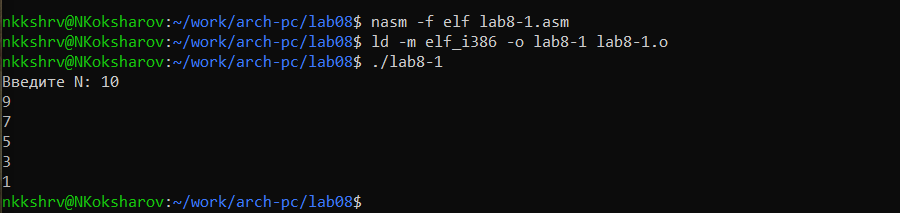 nkkshrv@NKoksharov:~/work/arch-pc/lab08$ nasm -f elf lab8-1.asm
nkkshrv@NKoksharov:~/work/arch-pc/lab08$ ld -m elf_i386 -o lab8-1 lab8-1.o
nkkshrv@NKoksharov:~/work/arch-pc/lab08$ ./lab8-1
Введите N: 10
9
7
5
3
1
nkkshrv@NKoksharov:~/work/arch-pc/lab08$